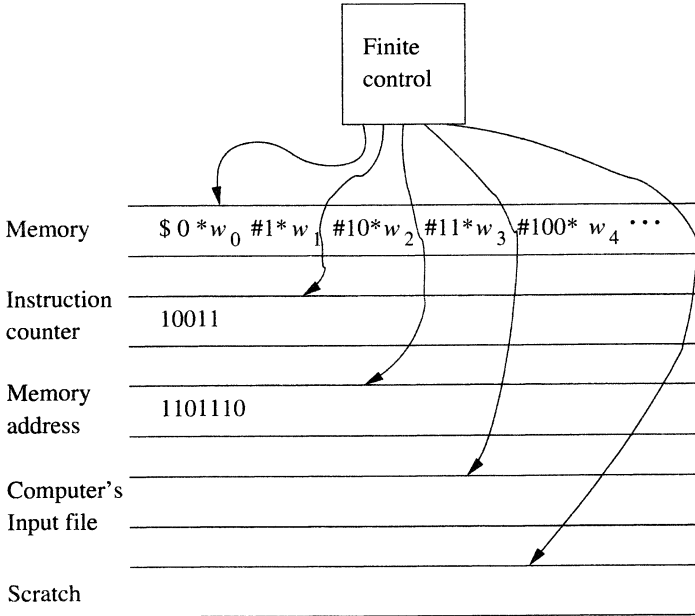 Finite
control
Memory
$ 0 * w0 #1* w1 #10* w2 #11* w3 #100* w4 ···
Instruction
counter
10011
Memory
address
1101110
Computer's
Input file
Scratch